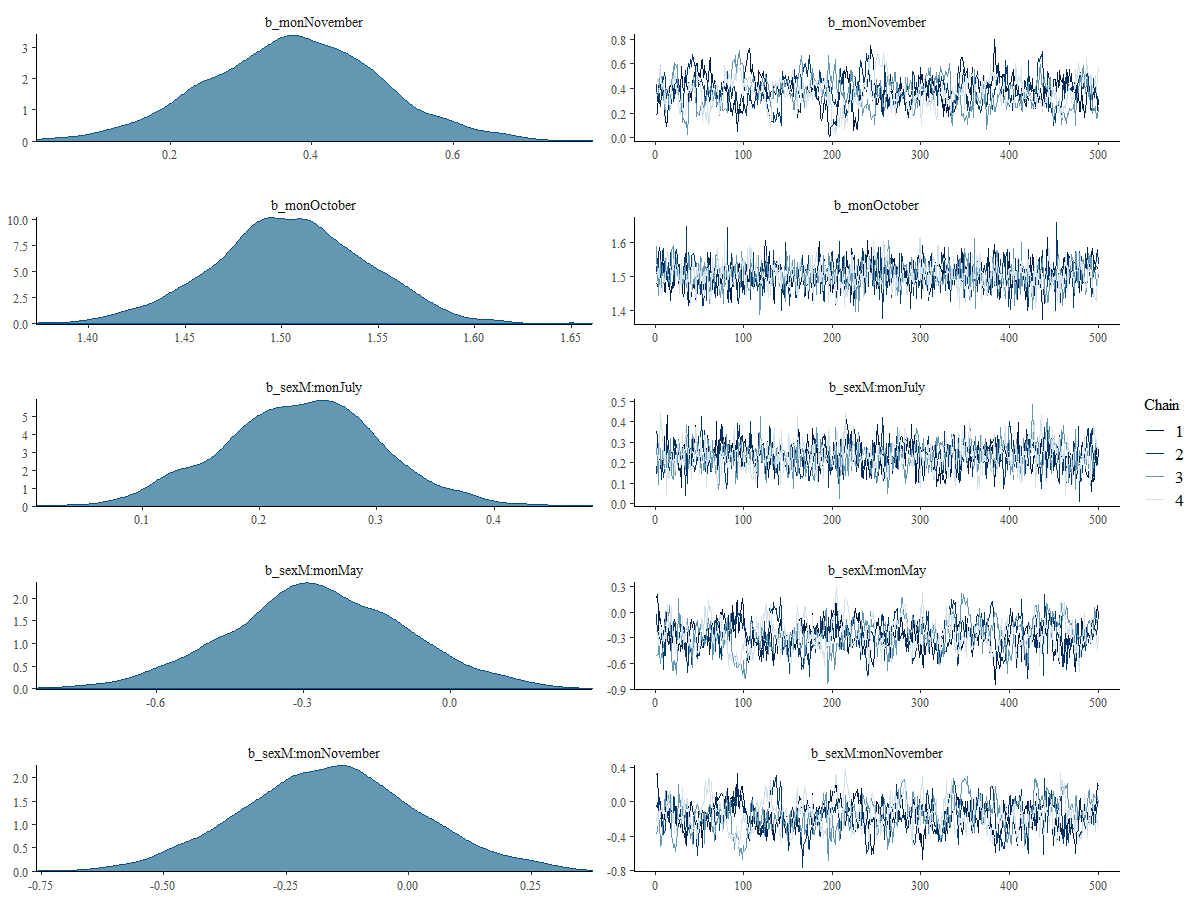 b_monNovember
3
2
1
0
0.2 0.4 0.6
b_monNovember
0.8
0.6
0.4
0.2
0.0
0 100 200 300 400 500
b_monOctober
10.0
7.5
5.0
2.5
0.0
1.40 1.45 1.50 1.55 1.60 1.65
b_monOctober
1.6
1.5
1.4
0 100 200 300 400 500
b_sexM:monJuly
5
4
3
2
1
0
0.1 0.2 0.3 0.4
b_sexM:monJuly
0.5
0.4
0.3
0.2
0.1
0.0
0 100 200 300 400 500
b_sexM:monMay
2.0
1.5
1.0
0.5
0.0
-0.6 -0.3 0.0
b_sexM:monMay
0.3
0.0
-0.3
-0.6
-0.9
0 100 200 300 400 500
b_sexM:monNovember
2.0
1.5
1.0
0.5
0.0
-0.75 -0.50 -0.25 0.00 0.25
b_sexM:monNovember
0.4
0.0
-0.4
-0.8
0 100 200 300 400 500
Chain
1
2
3
4